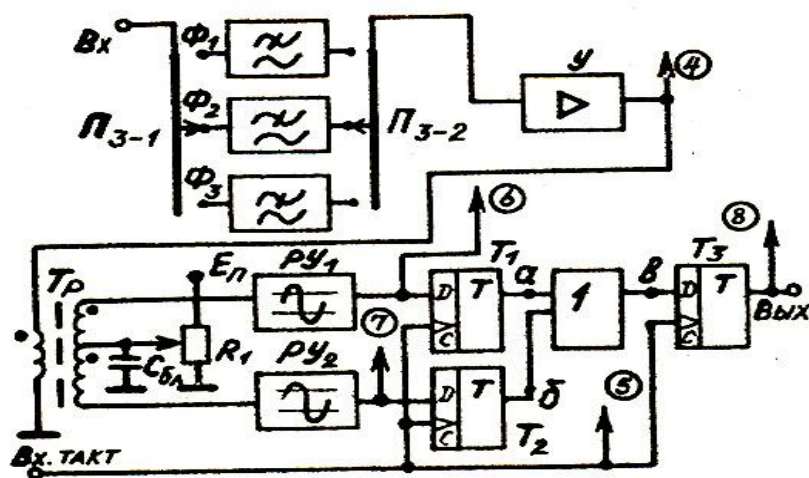 Вх
Ф1
Ф2
Ф3
П3-1
П3-2
У
4
6
8
Тр
Еп
РУ1
R1
Сбл
7
РУ2
D T
C
Т1
а
1
в
D T
C
Т3
Вых
D T
C
Т2
б
5
Вх. ТАКТ